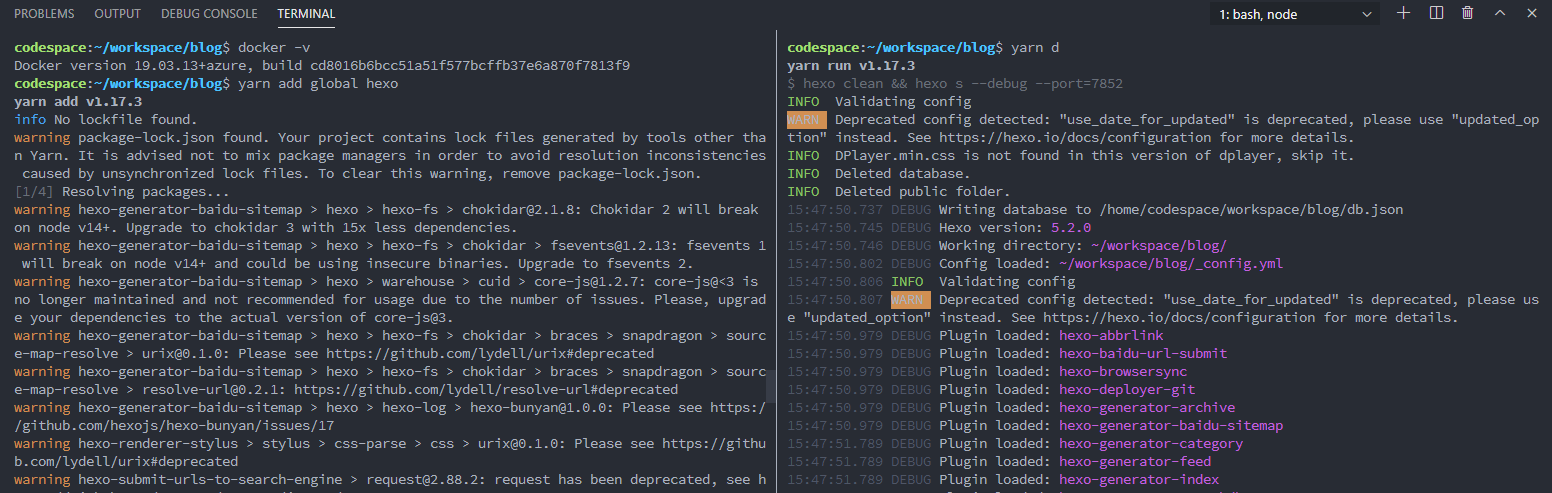 PROBLEMS OUTPUT DEBUG CONSOLE TERMINAL 1: bash, node
codespace:~/workspace/blog$ docker -v
Docker version 19.03.13+azure, build cd8016b6bcc51a51f577bcffb37e6a870f7813f9
codespace:~/workspace/blog$ yarn add global hexo
yarn add v1.17.3
info No lockfile found.
warning package-lock.json found. Your project contains lock files generated by tools other tha
n Yarn. It is advised not to mix package managers in order to avoid resolution inconsistencies
caused by unsynchronized lock files. To clear this warning, remove package-lock.json.
[1/4] Resolving packages...
warning hexo-generator-baidu-sitemap > hexo > hexo-fs > chokidar@2.1.8: Chokidar 2 will break
on node v14+. Upgrade to chokidar 3 with 15x less dependencies.
warning hexo-generator-baidu-sitemap > hexo > hexo-fs > chokidar > fsevents@1.2.13: fsevents 1
will break on node v14+ and could be using insecure binaries. Upgrade to fsevents 2.
warning hexo-generator-baidu-sitemap > hexo > warehouse > cuid > core-js@1.2.7: core-js@<3 is
no longer maintained and not recommended for usage due to the number of issues. Please, upgrad
e your dependencies to the actual version of core-js@3.
warning hexo-generator-baidu-sitemap > hexo > hexo-fs > chokidar > braces > snapdragon > sourc
e-map-resolve > urix@0.1.0: Please see https://github.com/lydell/urix#deprecated
warning hexo-generator-baidu-sitemap > hexo > hexo-fs > chokidar > braces > snapdragon > sourc
e-map-resolve > resolve-url@0.2.1: https://github.com/lydell/resolve-url#deprecated
warning hexo-generator-baidu-sitemap > hexo > hexo-log > hexo-bunyan@1.0.0: Please see https:/
/github.com/hexojs/hexo-bunyan/issues/17
warning hexo-renderer-stylus > stylus > css-parse > css > urix@0.1.0: Please see https://githu
b.com/lydell/urix#deprecated
warning hexo-submit-urls-to-search-engine > request@2.88.2: request has been deprecated, see h
codespace:~/workspace/blog$ yarn d
yarn run v1.17.3
$ hexo clean && hexo s --debug --port=7852
INFO Validating config
WARN Deprecated config detected: "use_date_for_updated" is deprecated, please use "updated_op
tion" instead. See https://hexo.io/docs/configuration for more details.
INFO DPlayer.min.css is not found in this version of dplayer, skip it.
INFO Deleted database.
INFO Deleted public folder.
15:47:50.737 DEBUG Writing database to /home/codespace/workspace/blog/db.json
15:47:50.745 DEBUG Hexo version: 5.2.0
15:47:50.746 DEBUG Working directory: ~/workspace/blog/
15:47:50.802 DEBUG Config loaded: ~/workspace/blog/_config.yml
15:47:50.806 INFO Validating config
15:47:50.807 WARN Deprecated config detected: "use_date_for_updated" is deprecated, please us
e "updated_option" instead. See https://hexo.io/docs/configuration for more details.
15:47:50.979 DEBUG Plugin loaded: hexo-abbrlink
15:47:50.979 DEBUG Plugin loaded: hexo-baidu-url-submit
15:47:50.979 DEBUG Plugin loaded: hexo-browsersync
15:47:50.979 DEBUG Plugin loaded: hexo-deployer-git
15:47:50.979 DEBUG Plugin loaded: hexo-generator-archive
15:47:50.979 DEBUG Plugin loaded: hexo-generator-baidu-sitemap
15:47:51.789 DEBUG Plugin loaded: hexo-generator-category
15:47:51.789 DEBUG Plugin loaded: hexo-generator-feed
15:47:51.789 DEBUG Plugin loaded: hexo-generator-index